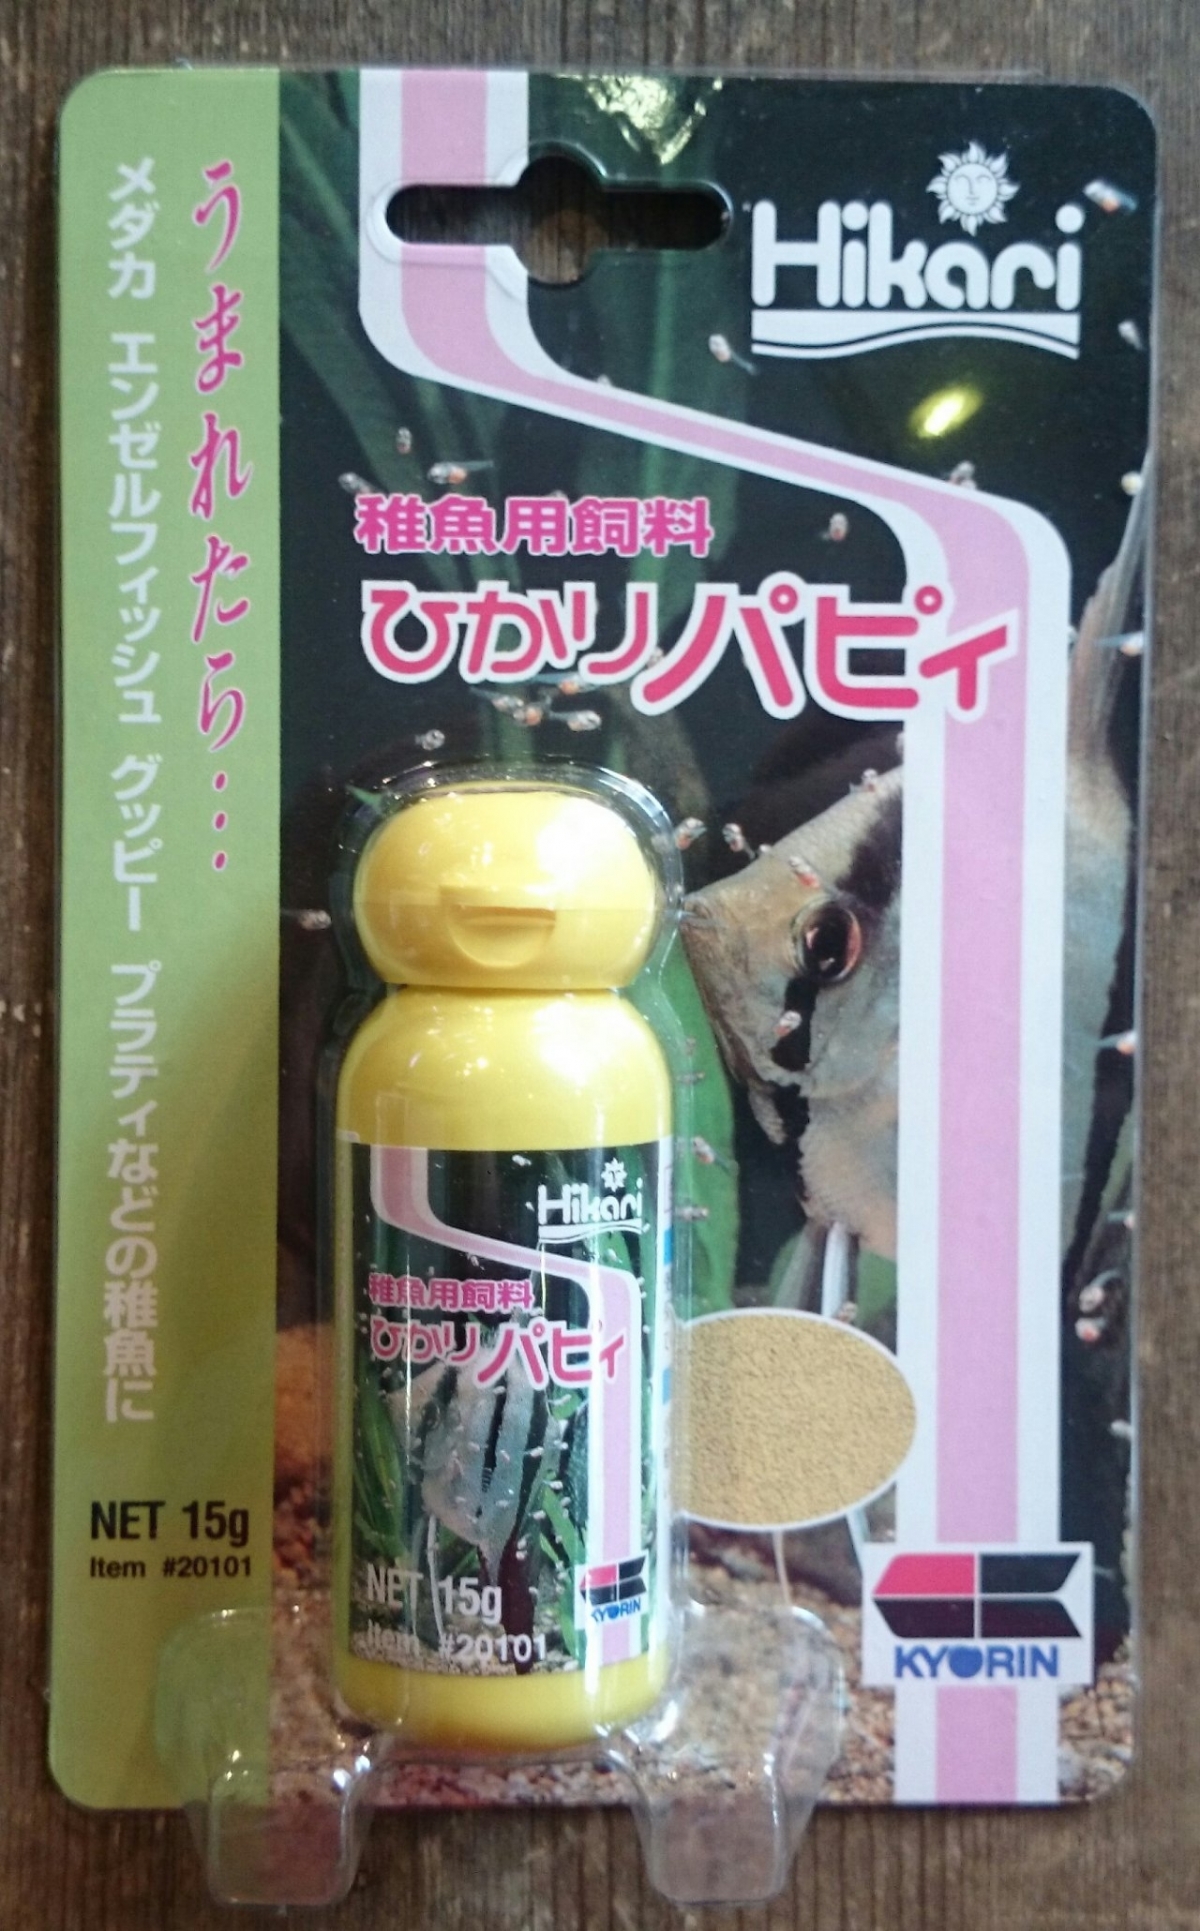 うまれたら…
メダカ エンゼルフィッシュ グッピー プラティなどの稚魚に
NET 15g
Item #20101
Hikari
稚魚用飼料
ひかりパピィ
Hikari
稚魚用飼料
ひかりパピィ
NET 15g
Item #20101
KYORIN
KYORIN